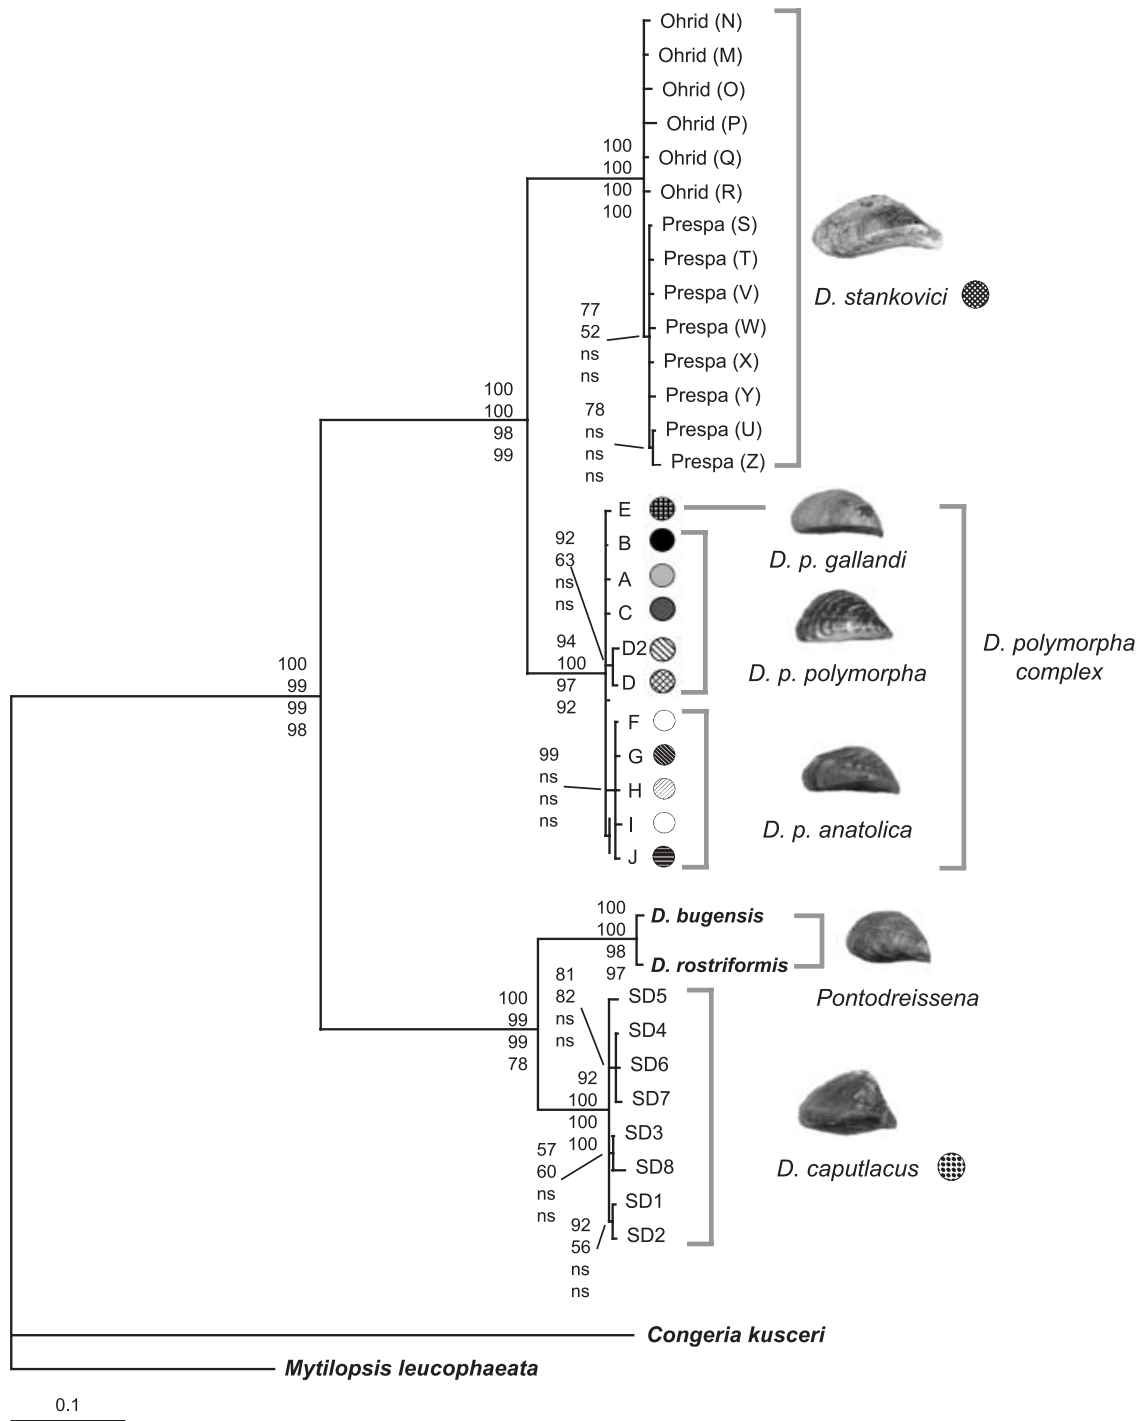 Ohrid (N)
Ohrid (M)
Ohrid (O)
Ohrid (P)
100
100
100
100
Ohrid (Q)
Ohrid (R)
Prespa (S)
Prespa (T)
Prespa (V)
Prespa (W)
Prespa (X)
Prespa (Y)
Prespa (U)
Prespa (Z)
D. stankovici
77
52
ns
ns
78
ns
ns
ns
100
100
98
99
E
B
A
C
D2
D
F
G
H
I
J
92
63
ns
ns
94
100
97
92
99
ns
ns
ns
D. p. gallandi
D. p. polymorpha
D. p. anatolica
D. polymorpha
complex
100
99
99
98
100
100
98
97
D. bugensis
D. rostriformis
Pontodreissena
100
99
99
78
81
82
ns
ns
92
100
100
100
57
60
ns
ns
92
56
ns
ns
SD5
SD4
SD6
SD7
SD3
SD8
SD1
SD2
D. caputlacus
Congeria kusceri
Mytilopsis leucophaeata
0.1